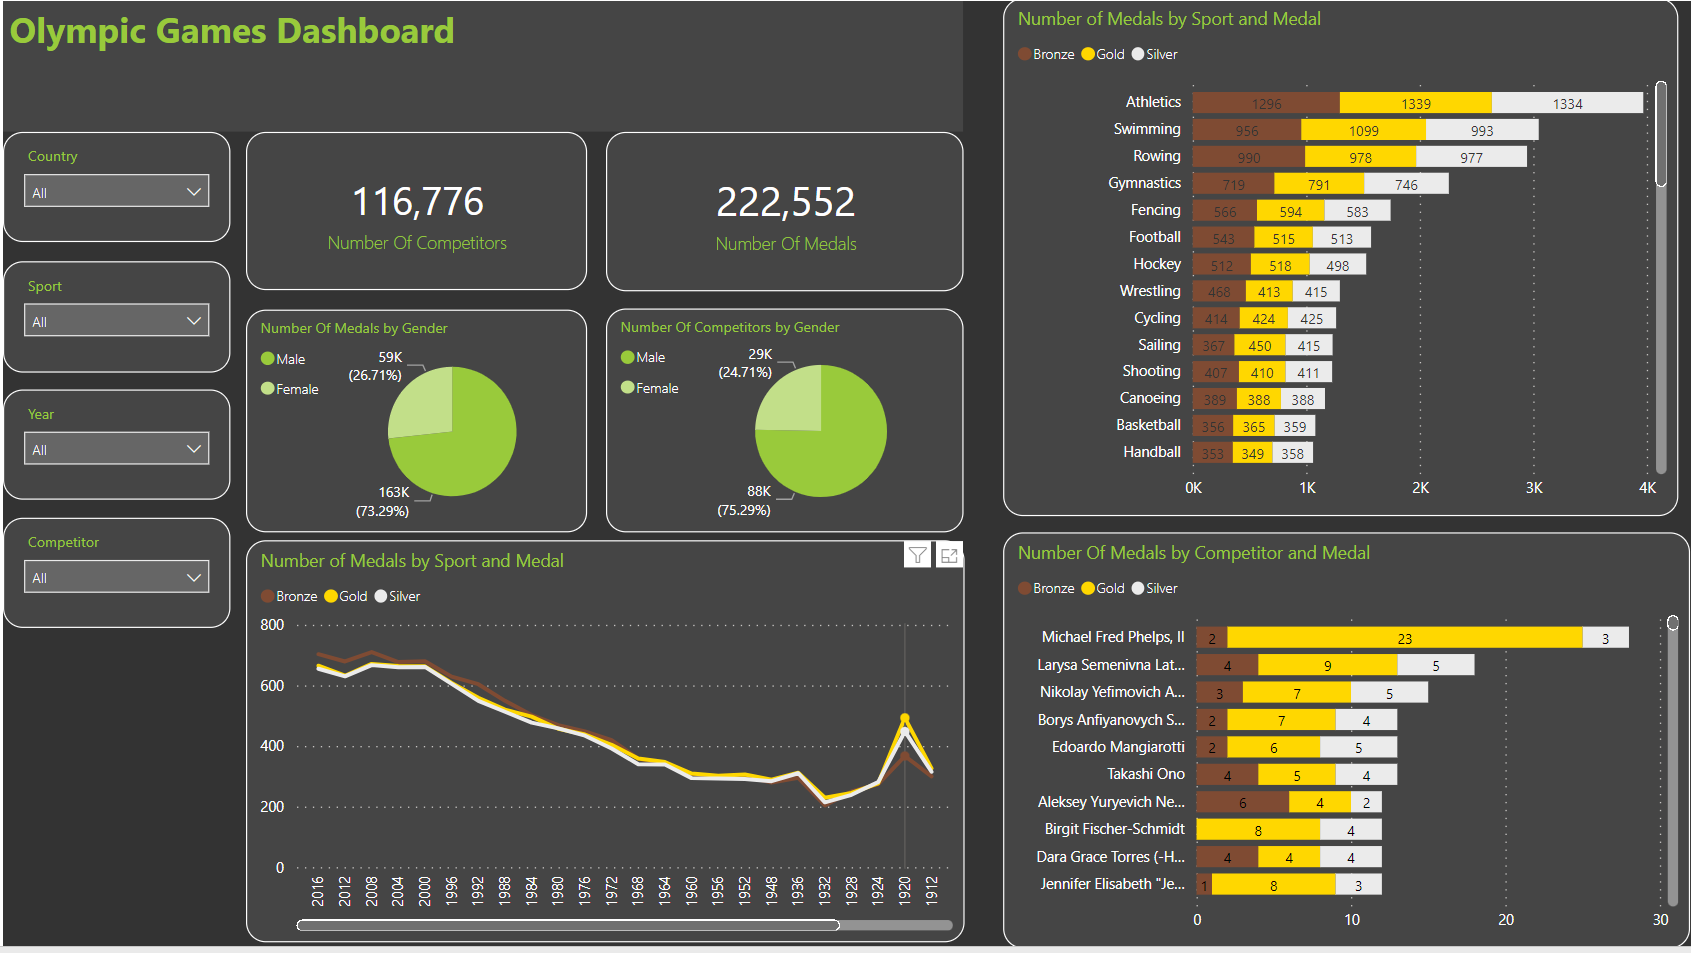 Olympic Games Dashboard
Country
All
Sport
All
Year
All
Competitor
All
116,776
Number Of Competitors
222,552
Number Of Medals
Number Of Medals by Gender
Male
Female
59K
(26.71%)
163K
(73.29%)
Number Of Competitors by Gender
Male
Female
29K
(24.71%)
88K
(75.29%)
Number of Medals by Sport and Medal
Bronze Gold Silver
800
600
400
200
0
2016 2012 2008 2004 2000 1996 1992 1988 1984 1980 1976 1972 1968 1964 1960 1956 1952 1948 1936 1932 1928 1924 1920 1912
Number of Medals by Sport and Medal
Bronze Gold Silver
Athletics 1296 1339 1334
Swimming 956 1099 993
Rowing 990 978 977
Gymnastics 719 791 746
Fencing 566 594 583
Football 543 515 513
Hockey 512 518 498
Wrestling 468 413 415
Cycling 414 424 425
Sailing 367 450 415
Shooting 407 410 411
Canoeing 389 388 388
Basketball 356 365 359
Handball 353 349 358
0K 1K 2K 3K 4K
Number Of Medals by Competitor and Medal
Bronze Gold Silver
Michael Fred Phelps, II 2 23 3
Larysa Semenivna Lat... 4 9 5
Nikolay Yefimovich A... 3 7 5
Borys Anfiyanovych S... 2 7 4
Edoardo Mangiarotti 2 6 5
Takashi Ono 4 5 4
Aleksey Yuryevich Ne... 6 4 2
Birgit Fischer-Schmidt 8 4
Dara Grace Torres (-H... 4 4 4
Jennifer Elisabeth "Je... 1 8 3
0 10 20 30